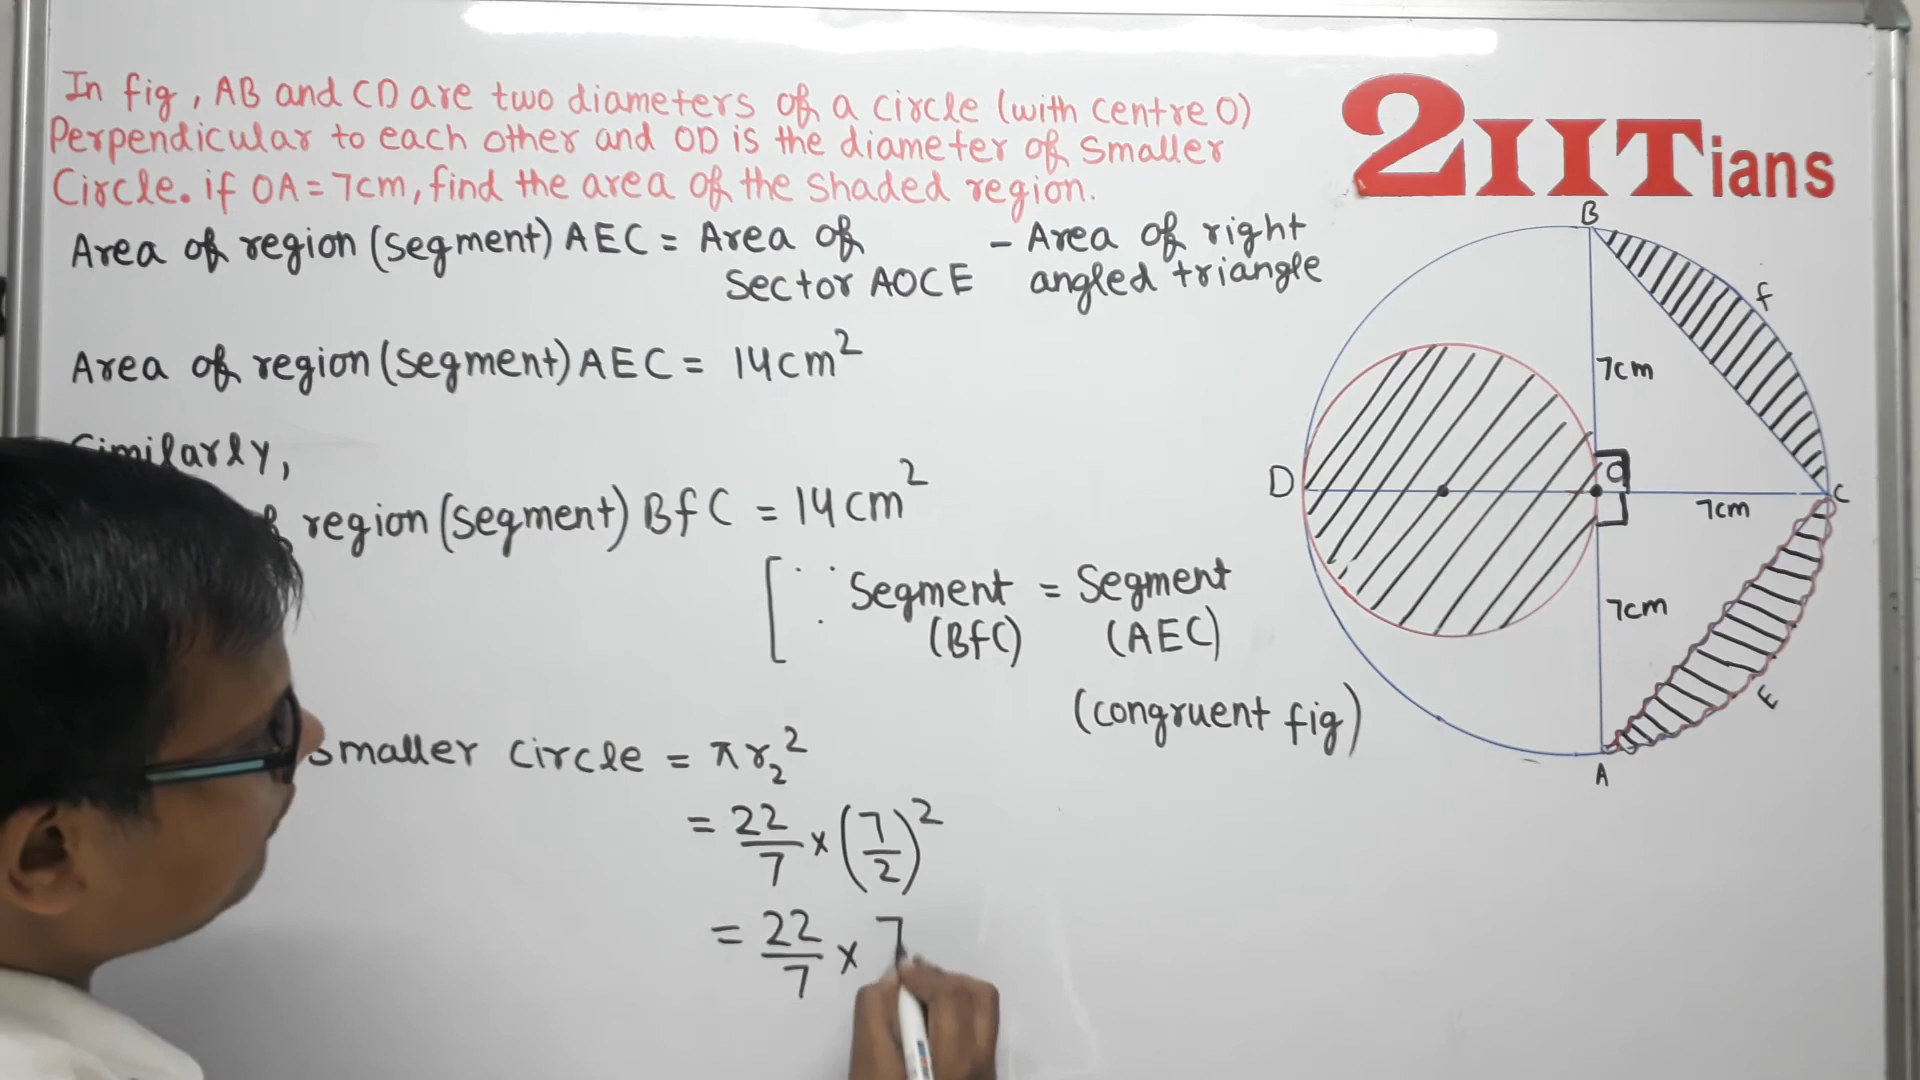 In fig, AB and CD are two diameters of a circle (with centre O)
Perpendicular to each other and OD is the diameter of smaller
Circle. if OA = 7cm, find the area of the shaded region.
2IITians
Area of region (segment) AEC = Area of sector AOCE - Area of right angled triangle
Area of region (segment) AEC = 14cm²
Similarly,
region (segment) BfC = 14cm²
[∵ Segment (BfC) = Segment (AEC)
(congruent fig)
smaller circle = πr₂²
= 22/7 × (7/2)²
= 22/7 × 7
B
f
7cm
D
O
C
7cm
7cm
E
A